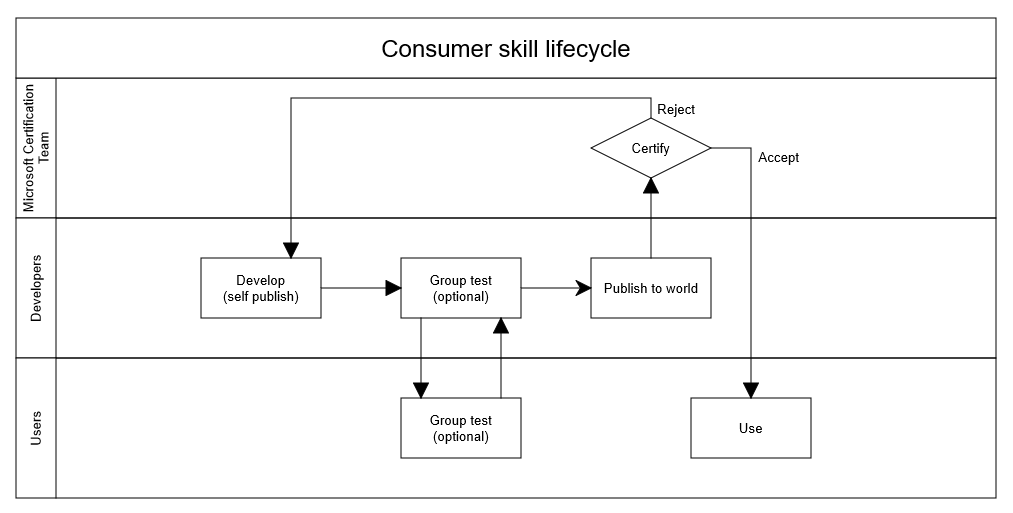 Consumer skill lifecycle
Microsoft Certification
Team
Reject
Certify
Accept
Developers
Develop
(self publish)
Group test
(optional)
Publish to world
Users
Group test
(optional)
Use